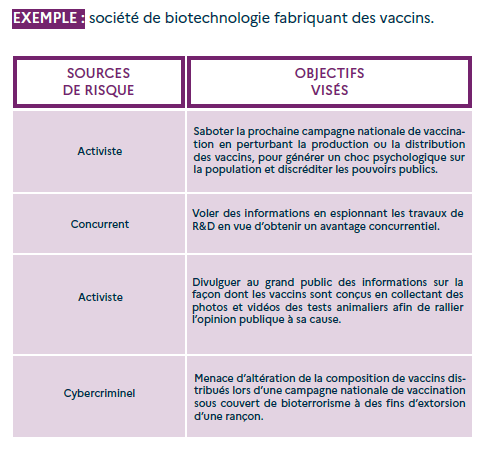 EXEMPLE : société de biotechnologie fabriquant des vaccins.
SOURCES
DE RISQUE
OBJECTIFS
VISÉS
Activiste
Saboter la prochaine campagne nationale de vaccina-
tion en perturbant la production ou la distribution
des vaccins, pour générer un choc psychologique sur
la population et discréditer les pouvoirs publics.
Concurrent
Voler des informations en espionnant les travaux de
R&D en vue d’obtenir un avantage concurrentiel.
Activiste
Divulguer au grand public des informations sur la
façon dont les vaccins sont conçus en collectant des
photos et vidéos des tests animaliers afin de rallier
l’opinion publique à sa cause.
Cybercriminel
Menace d’altération de la composition de vaccins dis-
tribués lors d’une campagne nationale de vaccination
sous couvert de bioterrorisme à des fins d’extorsion
d’une rançon.